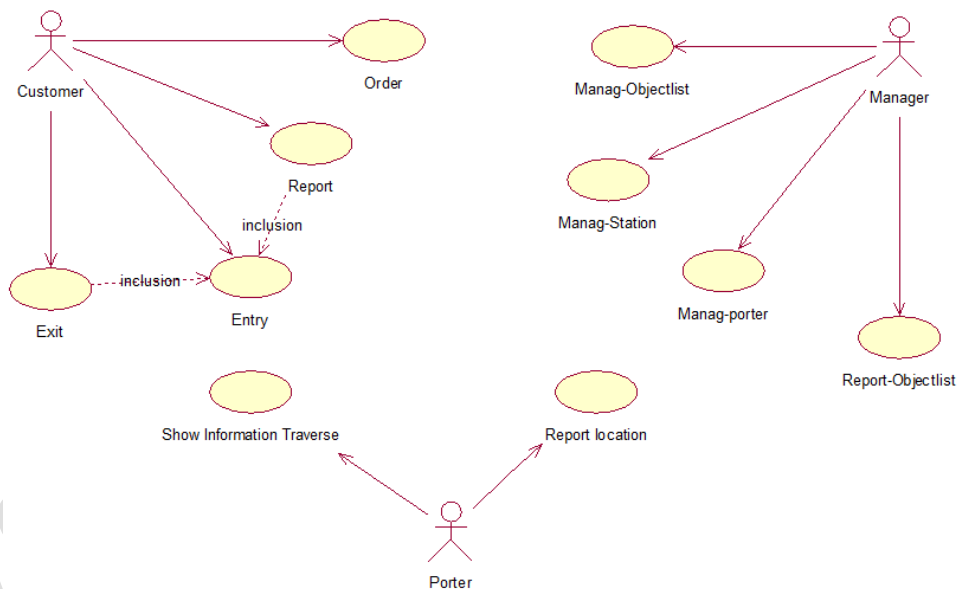 Customer
Order
Manag-Objectlist
Manager
Report
inclusion
Manag-Station
inclusion
Exit
Entry
Manag-porter
Report-Objectlist
Show Information Traverse
Report location
Porter